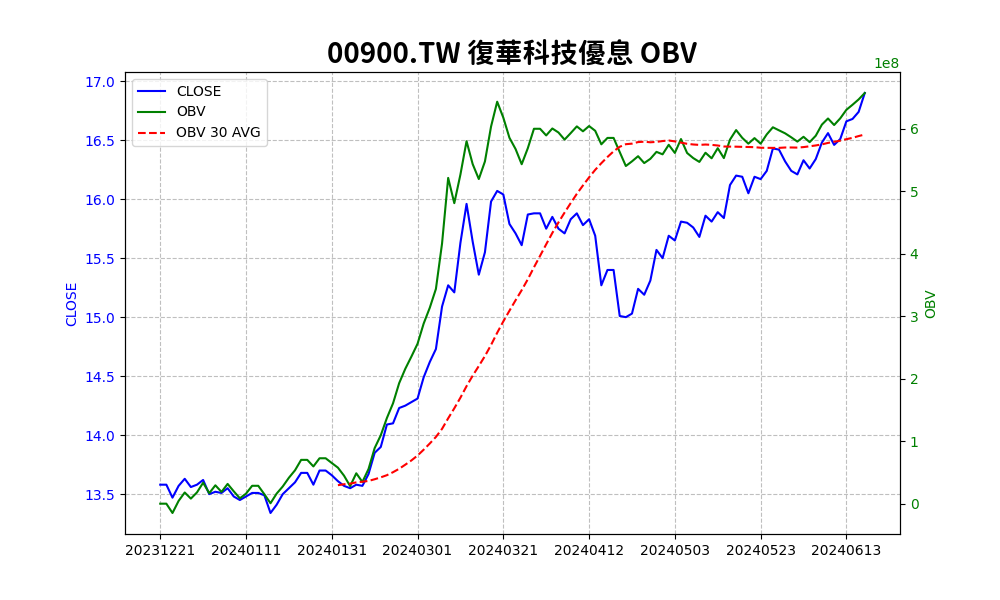 00900.TW 復華科技優息 OBV
1e8
CLOSE
OBV
OBV 30 AVG
17.0
16.5
16.0
15.5
15.0
14.5
14.0
13.5
CLOSE
6
5
4
3
2
1
0
OBV
20231221 20240111 20240131 20240301 20240321 20240412 20240503 20240523 20240613